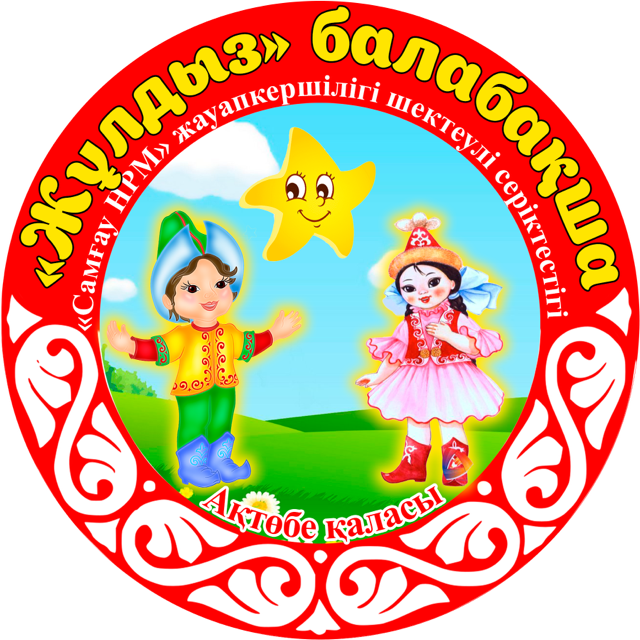 «Жұлдыз» балабақша
«Самғау НРМ» жауапкершілігі шектеулі серіктестігі
Ақтөбе қаласы